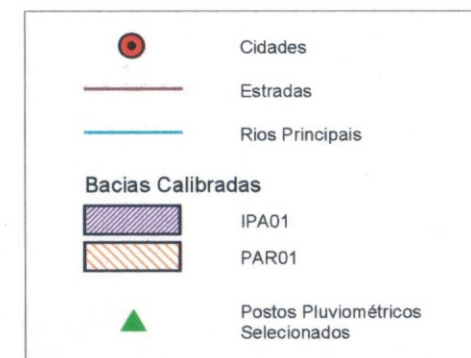 Cidades
Estradas
Rios Principais
Bacias Calibradas
IPA01
PAR01
Postos Pluviométricos
Selecionados